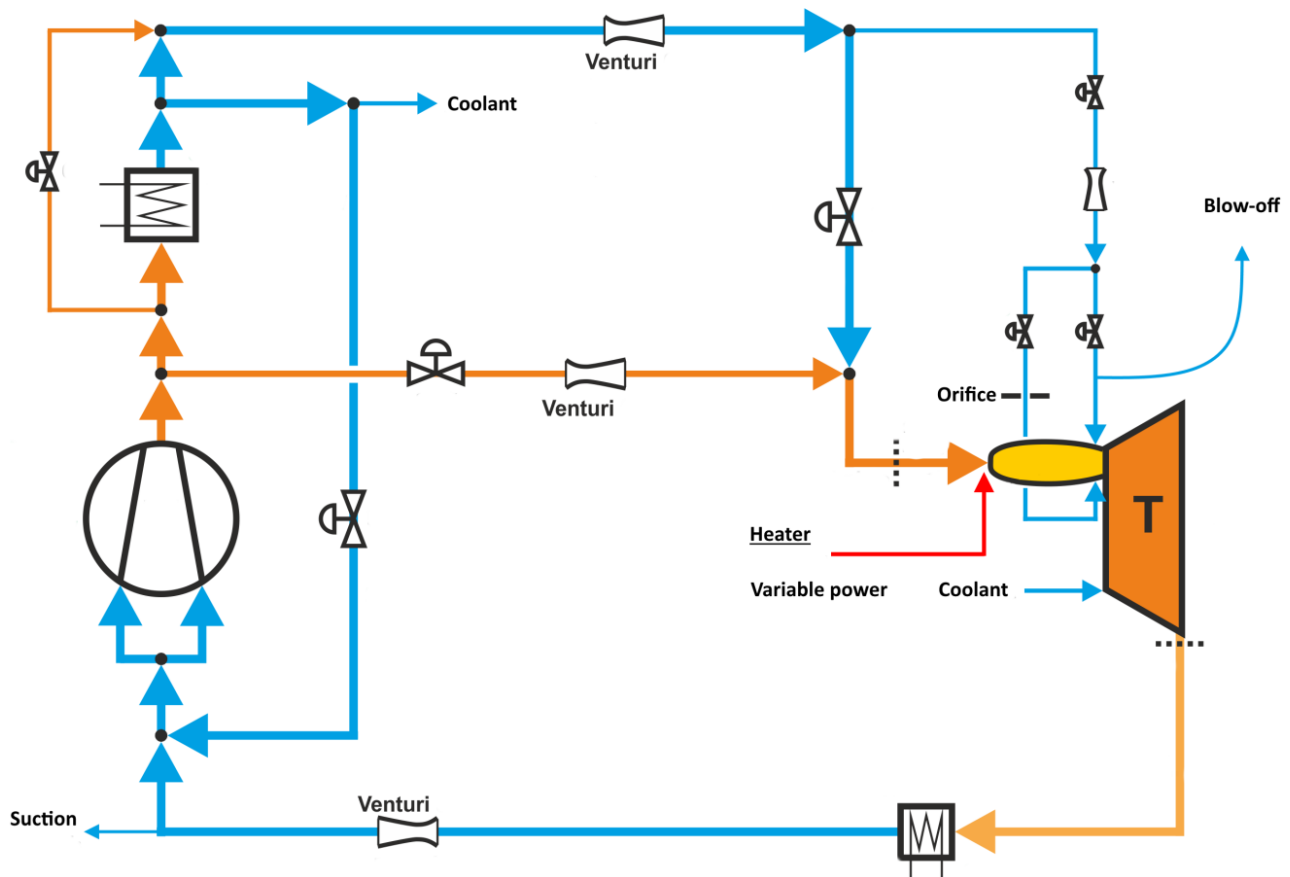 Venturi
Coolant
Blow-off
Venturi
Orifice
T
Heater
Variable power
Coolant
Venturi
Suction